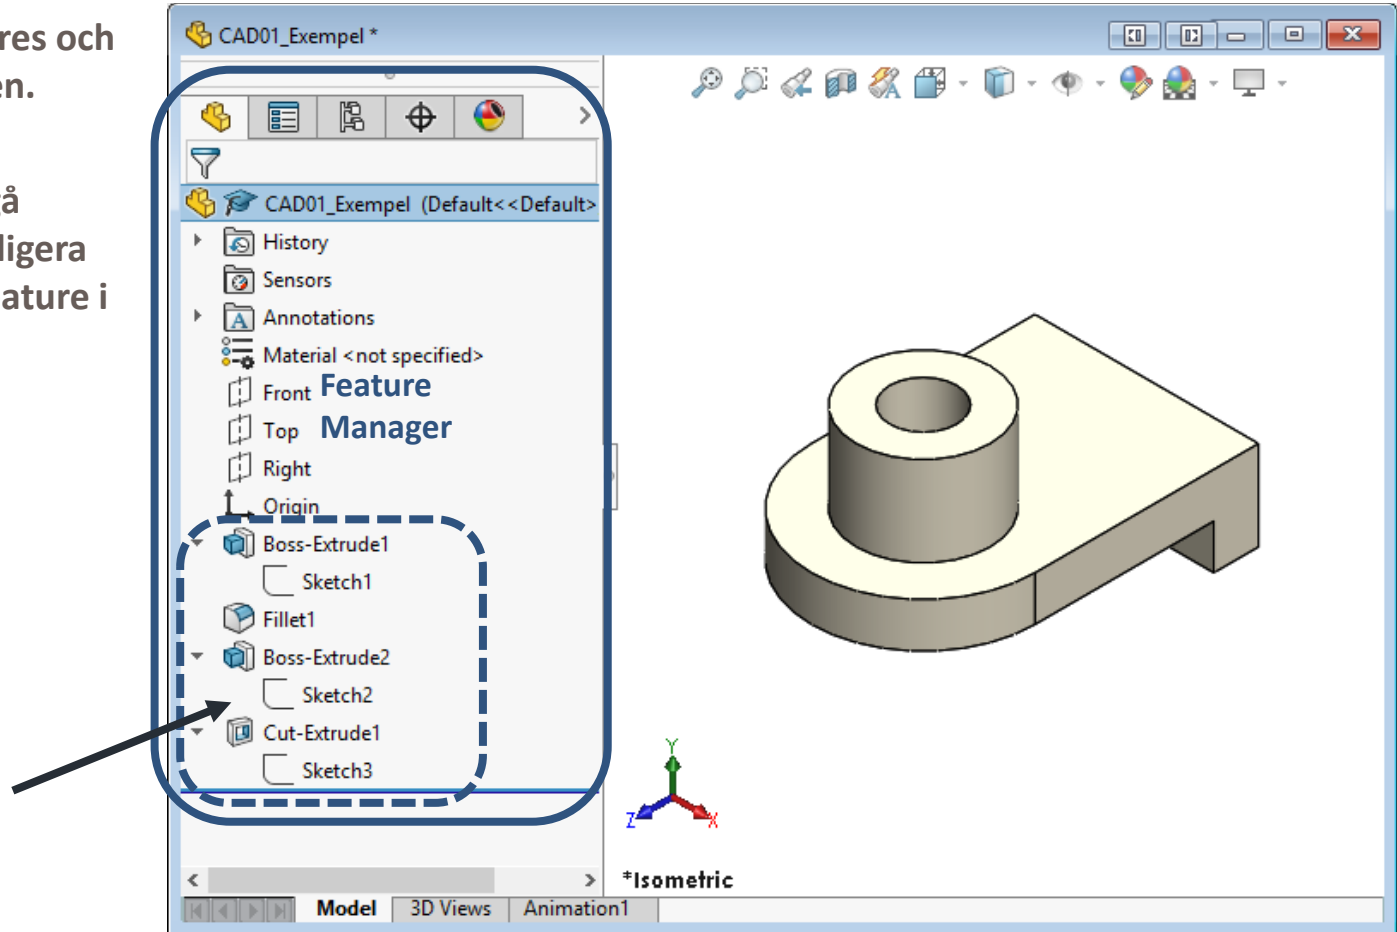 res och
en.
gå
ligera
ature i
CAD01_Exempel *
CAD01_Exempel (Default<<Default>
History
Sensors
Annotations
Material <not specified>
Front
Top
Right
Origin
Feature
Manager
Boss-Extrude1
Sketch1
Fillet1
Boss-Extrude2
Sketch2
Cut-Extrude1
Sketch3
Y
Z
X
*Isometric
Model
3D Views
Animation1